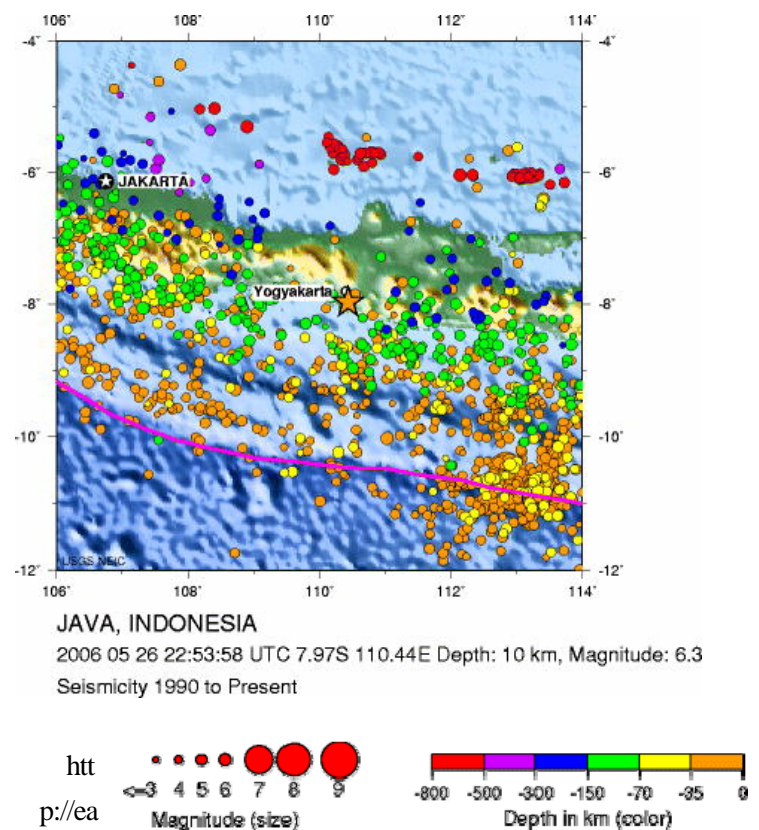 106° 108° 110° 112° 114°
-4° -4°
-6° -6°
JAKARTA
Yogyakarta
-8° -8°
-10° -10°
USGS NEIC
-12° -12°
106° 108° 110° 112° 114°
JAVA, INDONESIA
2006 05 26 22:53:58 UTC 7.97S 110.44E Depth: 10 km, Magnitude: 6.3
Seismicity 1990 to Present
htt
p://ea
<=3 4 5 6 7 8 9
Magnitude (size)
-800 -500 -300 -150 -70 -35 0
Depth in km (color)